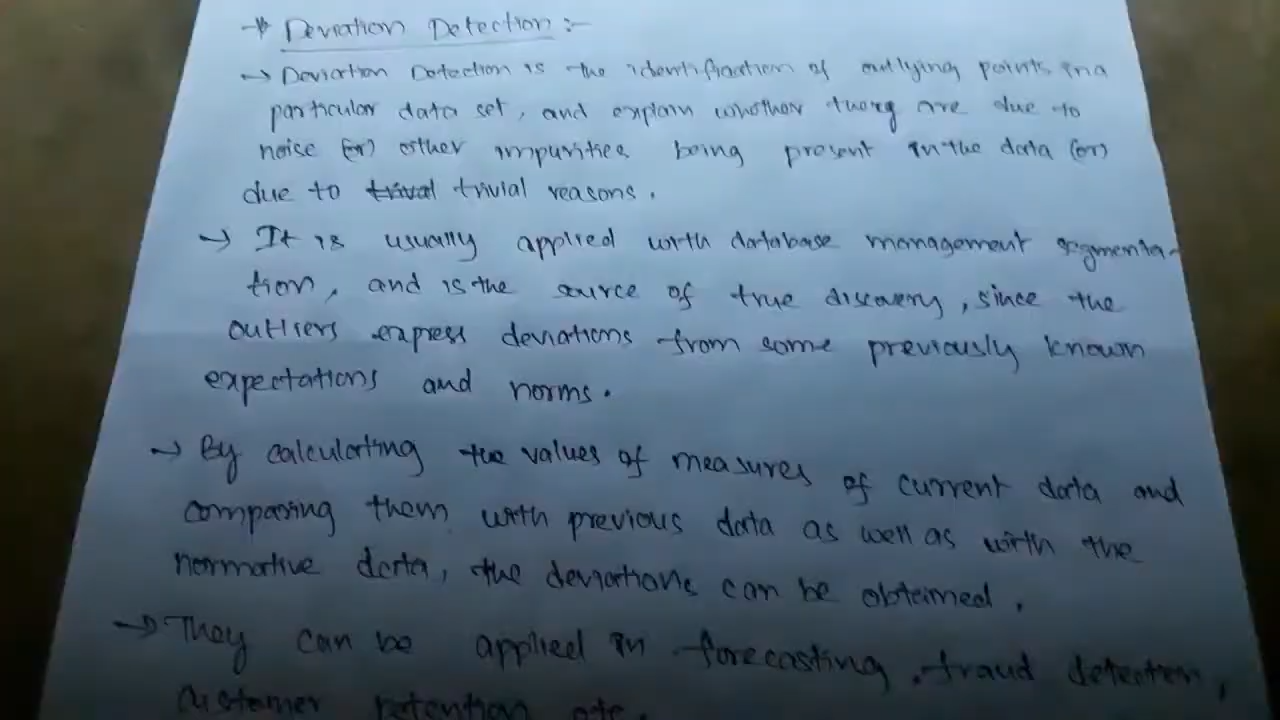 * Deviation Detection :-
→ Deviation Detection is the identification of outlying points in a
particular data set, and explain whether they are due to
noise (or) other impurities being present in the data (or)
due to trival trivial reasons.
→ It is usually applied with database management segmenta-
tion, and is the source of true discovery, since the
outliers express deviations from some previously known
expectations and norms.
→ By calculating the values of measures of current data and
comparing them with previous data as well as with the
normative data, the deviations can be obtained.
→ They can be applied in forecasting, fraud detection,
customer retention etc.